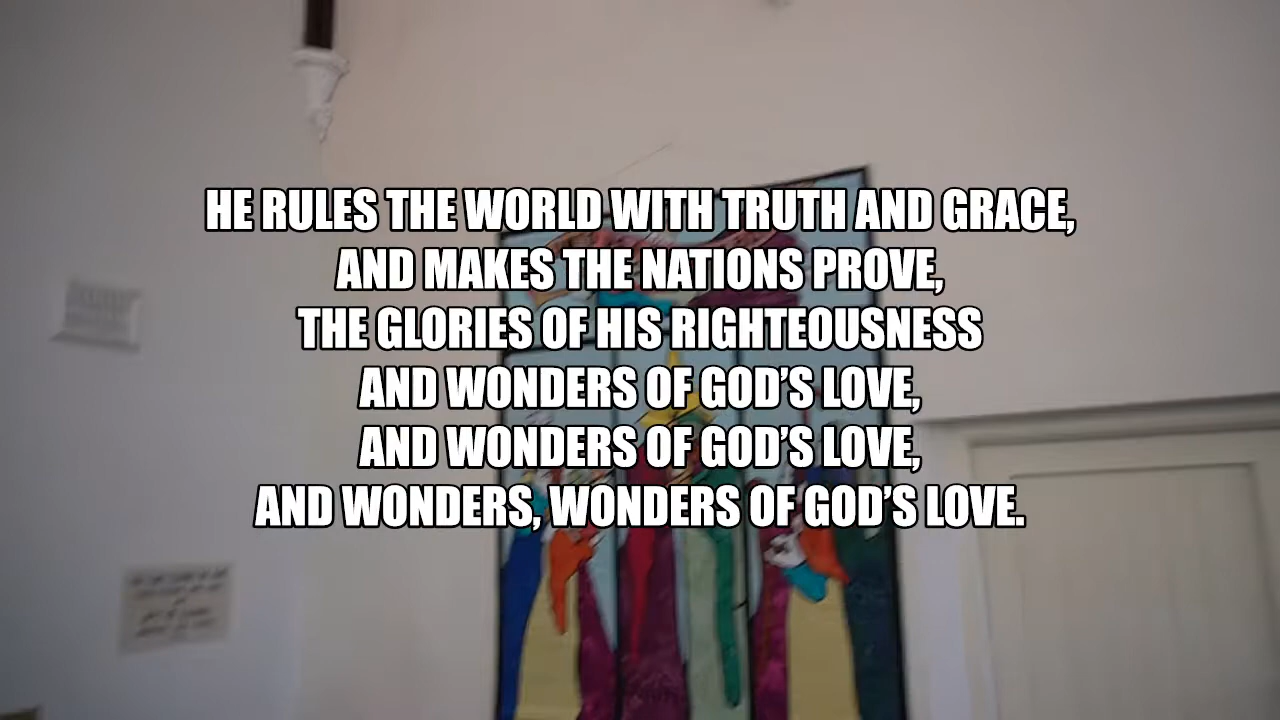 HE RULES THE WORLD WITH TRUTH AND GRACE,
AND MAKES THE NATIONS PROVE,
THE GLORIES OF HIS RIGHTEOUSNESS
AND WONDERS OF GOD’S LOVE,
AND WONDERS OF GOD’S LOVE,
AND WONDERS, WONDERS OF GOD’S LOVE.